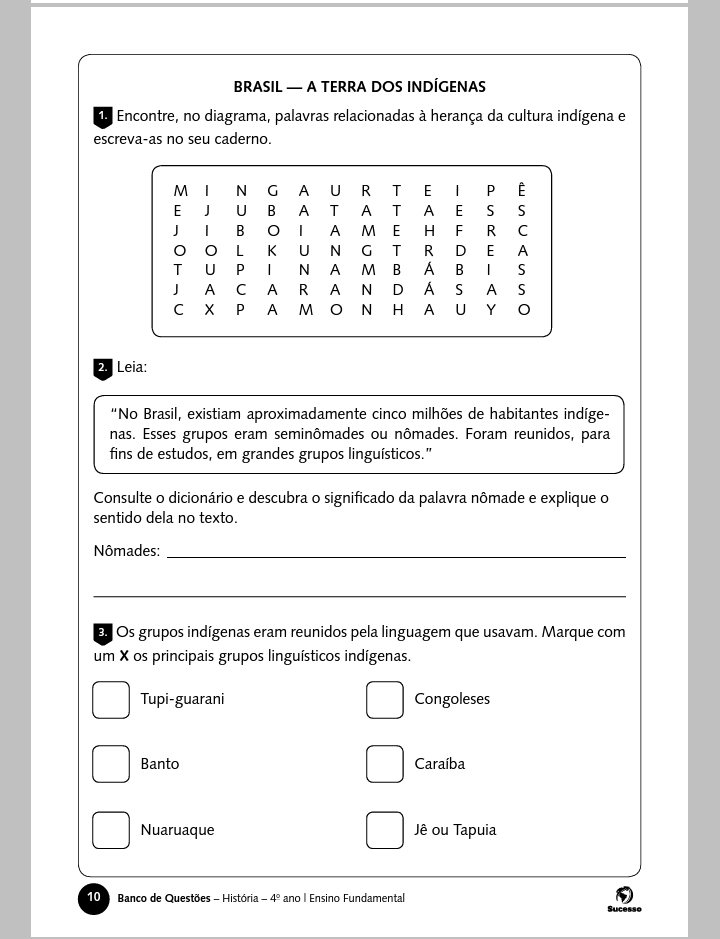 BRASIL — A TERRA DOS INDÍGENAS
1. Encontre, no diagrama, palavras relacionadas à herança da cultura indígena e
escreva-as no seu caderno.
M I N G A U R T E I P Ê
E J U B A T A T A E S S
J I B O I A M E H F R C
O O L K U N G T R D E A
T U P I N A M B Á B I S
J A C A R A N D Á S A S
C X P A M O N H A U Y O
2. Leia:
“No Brasil, existiam aproximadamente cinco milhões de habitantes indíge-
nas. Esses grupos eram seminômades ou nômades. Foram reunidos, para
fins de estudos, em grandes grupos linguísticos.”
Consulte o dicionário e descubra o significado da palavra nômade e explique o
sentido dela no texto.
Nômades:
3. Os grupos indígenas eram reunidos pela linguagem que usavam. Marque com
um X os principais grupos linguísticos indígenas.
Tupi-guarani Congoleses
Banto Caraíba
Nuaruaque Jê ou Tapuia
10 Banco de Questões – História – 4º ano | Ensino Fundamental
Sucesso